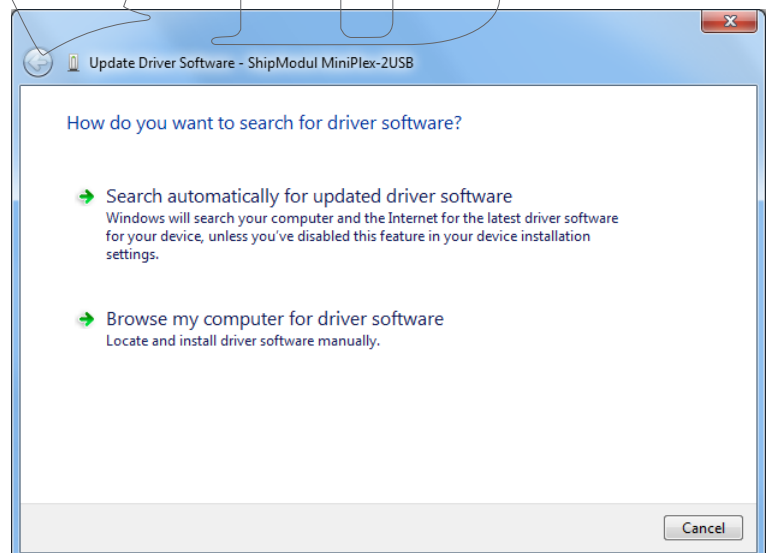 Update Driver Software - ShipModul MiniPlex-2USB
How do you want to search for driver software?
Search automatically for updated driver software
Windows will search your computer and the Internet for the latest driver software
for your device, unless you've disabled this feature in your device installation
settings.
Browse my computer for driver software
Locate and install driver software manually.
Cancel